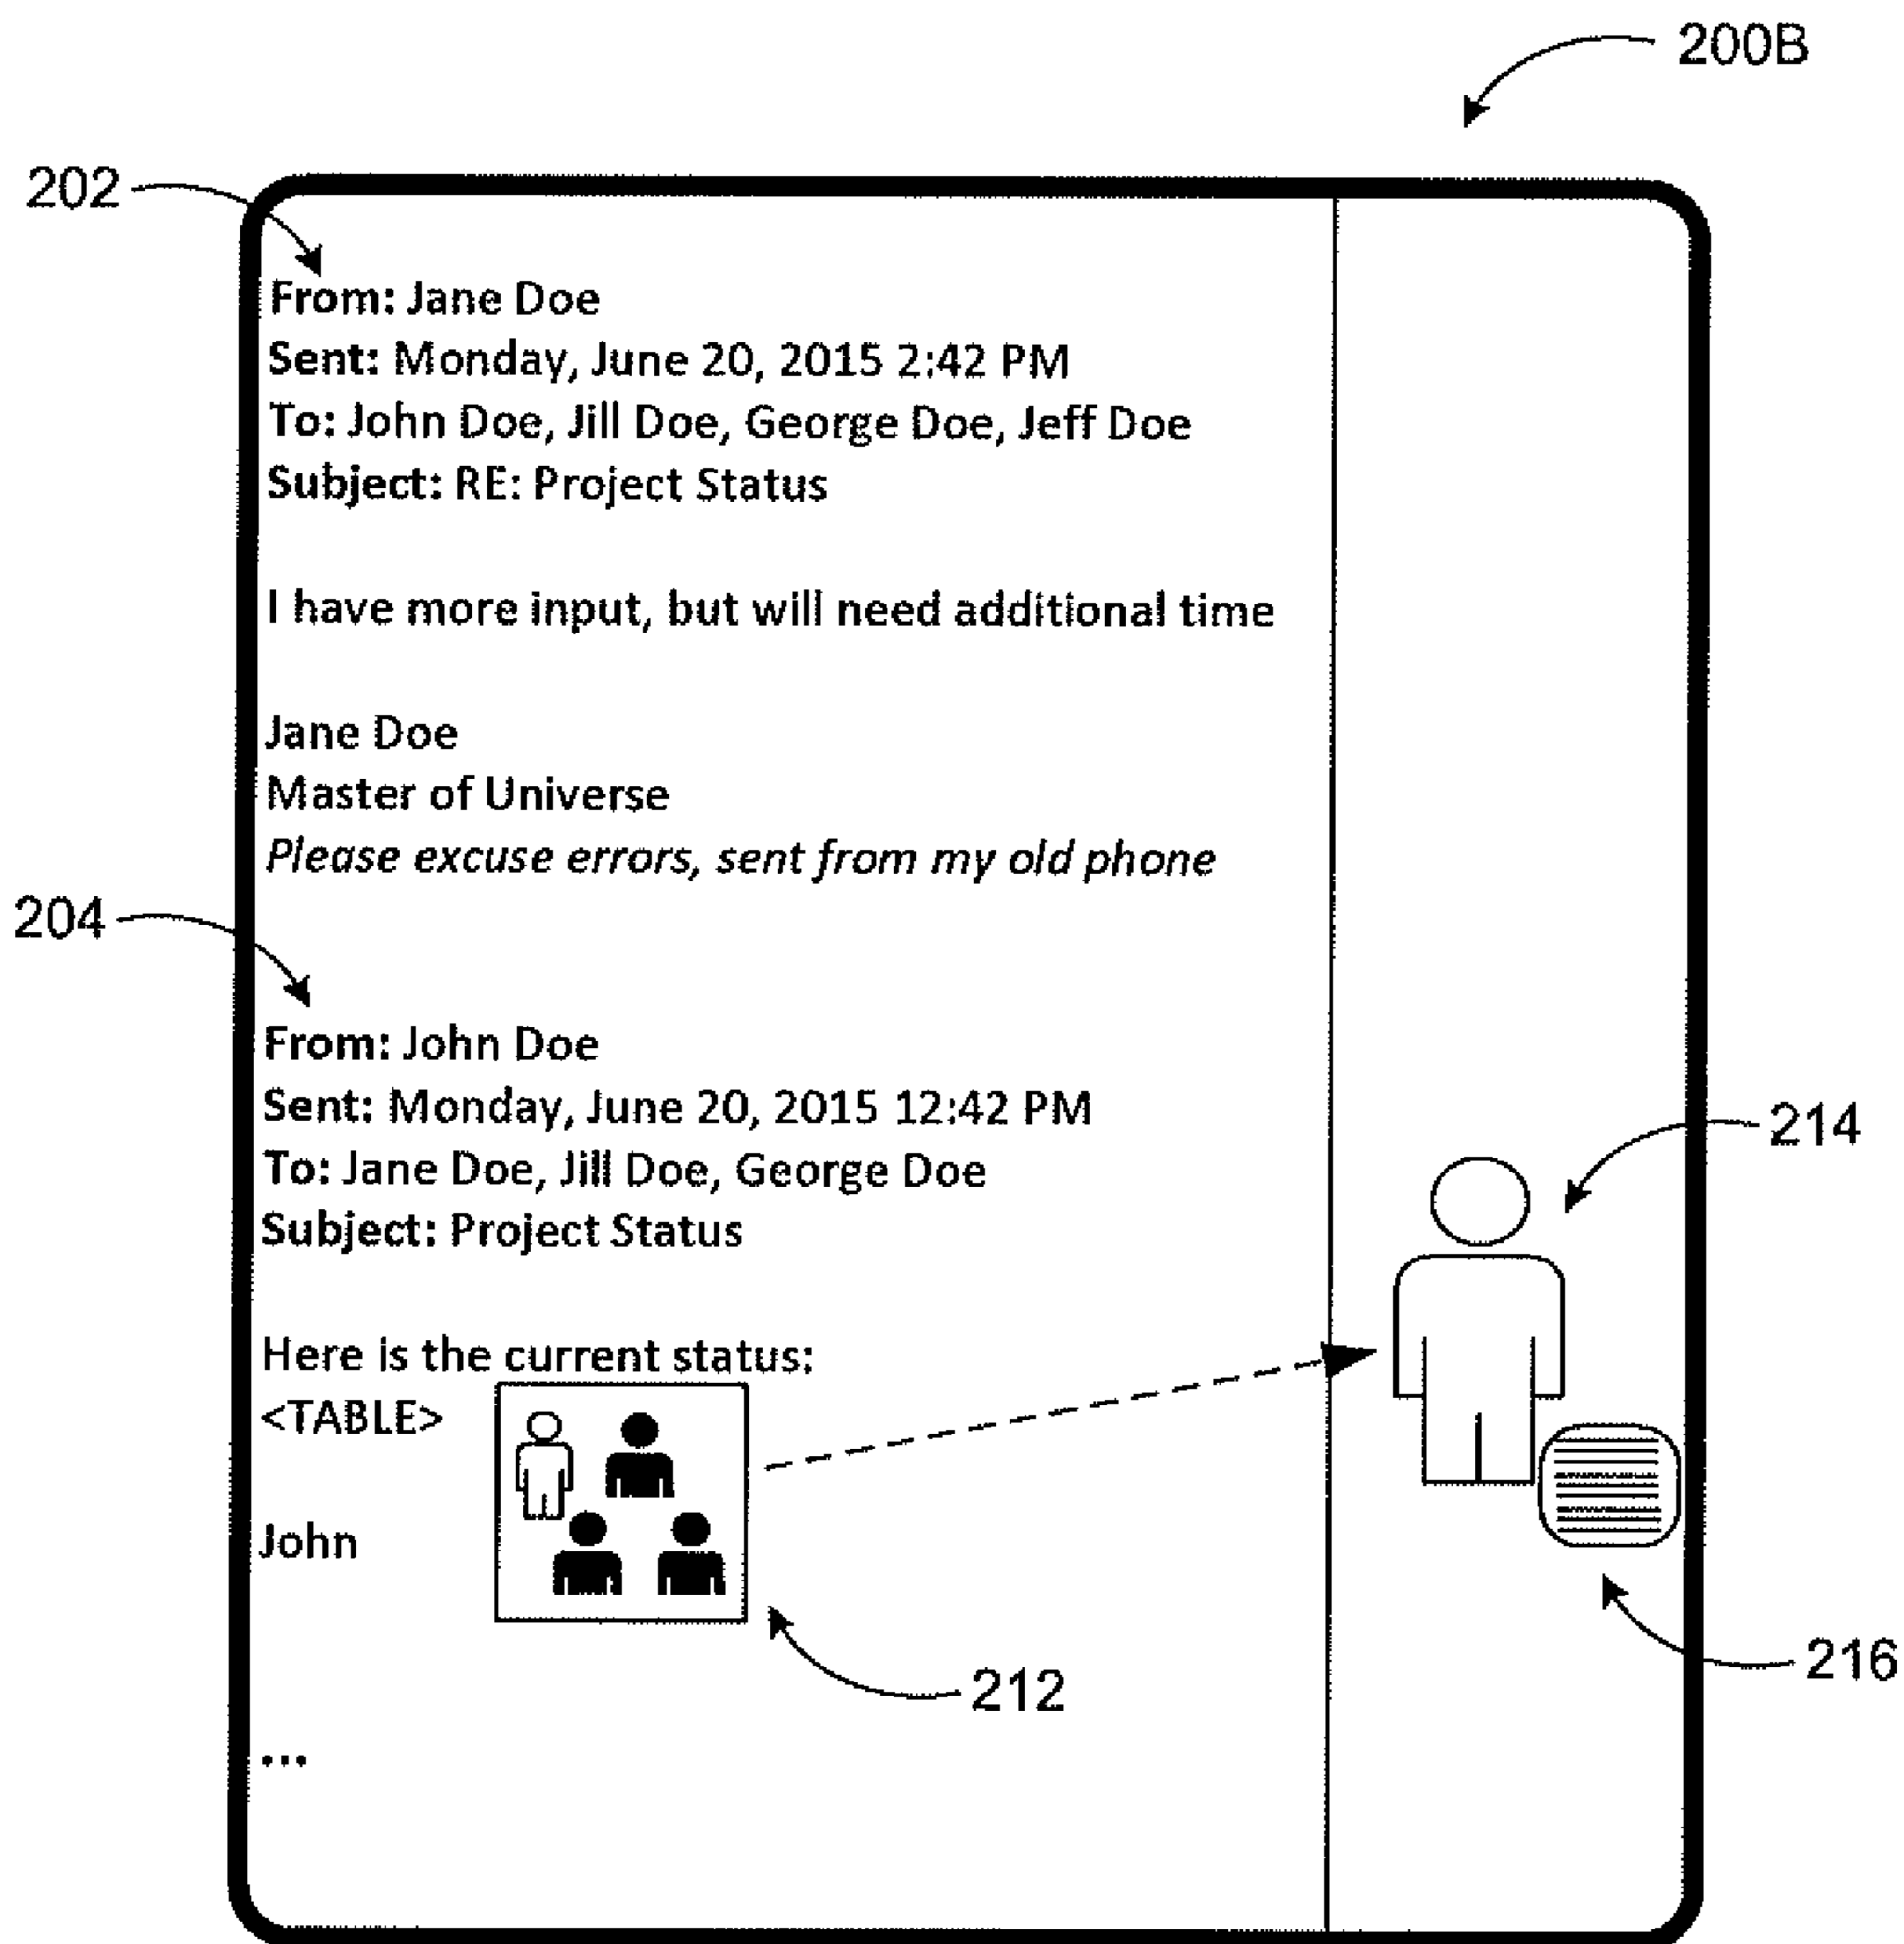 200B
202
From: Jane Doe
Sent: Monday, June 20, 2015 2:42 PM
To: John Doe, Jill Doe, George Doe, Jeff Doe
Subject: RE: Project Status
I have more input, but will need additional time
Jane Doe
Master of Universe
Please excuse errors, sent from my old phone
204
From: John Doe
Sent: Monday, June 20, 2015 12:42 PM
To: Jane Doe, Jill Doe, George Doe
Subject: Project Status
214
Here is the current status:
<TABLE>
John
216
212
...